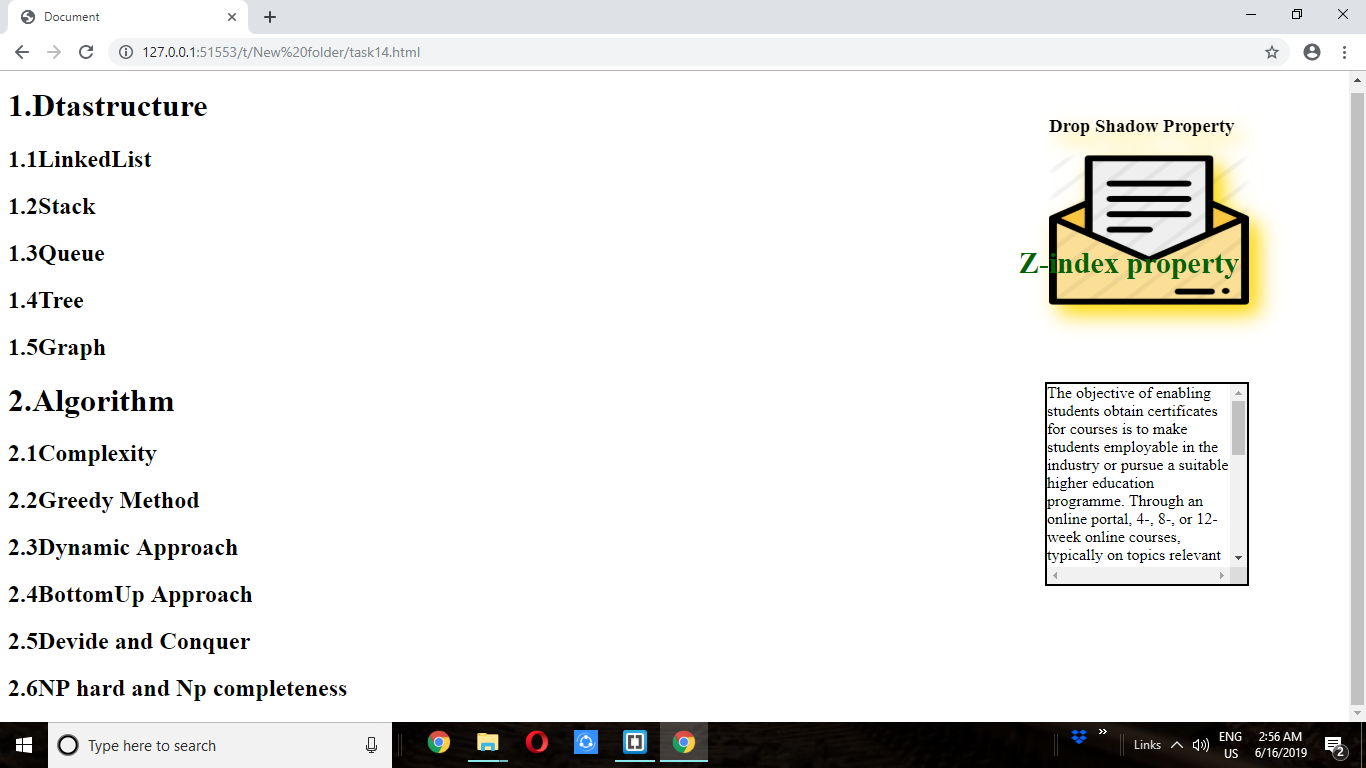 Document
127.0.0.1:51553/t/New%20folder/task14.html
1.Dtastructure
1.1LinkedList
1.2Stack
1.3Queue
1.4Tree
1.5Graph
2.Algorithm
2.1Complexity
2.2Greedy Method
2.3Dynamic Approach
2.4BottomUp Approach
2.5Devide and Conquer
2.6NP hard and Np completeness
Drop Shadow Property
Z-index property
The objective of enabling
students obtain certificates
for courses is to make
students employable in the
industry or pursue a suitable
higher education
programme. Through an
online portal, 4-, 8-, or 12-
week online courses,
typically on topics relevant
Type here to search
Links
ENG
US
2:56 AM
6/16/2019
2